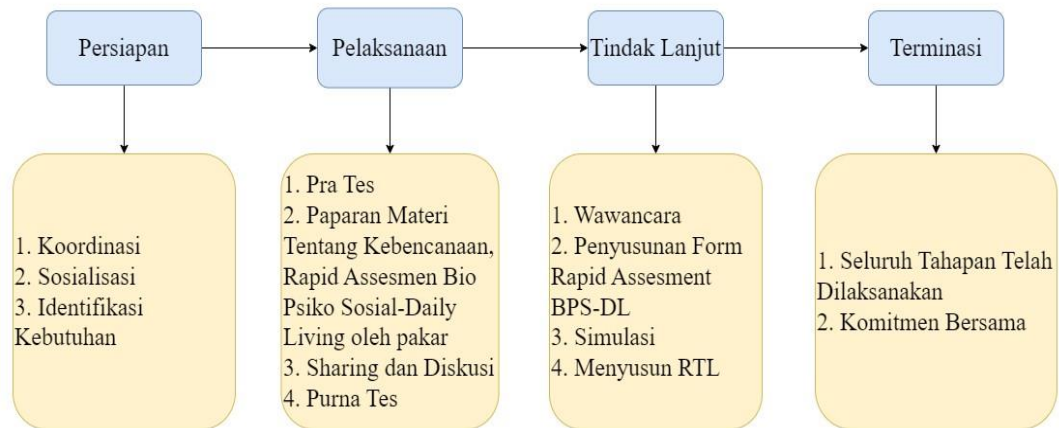 Persiapan
Pelaksanaan
Tindak Lanjut
Terminasi
1. Koordinasi
2. Sosialisasi
3. Identifikasi
Kebutuhan
1. Pra Tes
2. Paparan Materi
Tentang Kebencanaan,
Rapid Assesmen Bio
Psiko Sosial-Daily
Living oleh pakar
3. Sharing dan Diskusi
4. Purna Tes
1. Wawancara
2. Penyusunan Form
Rapid Assesment
BPS-DL
3. Simulasi
4. Menyusun RTL
1. Seluruh Tahapan Telah
Dilaksanakan
2. Komitmen Bersama